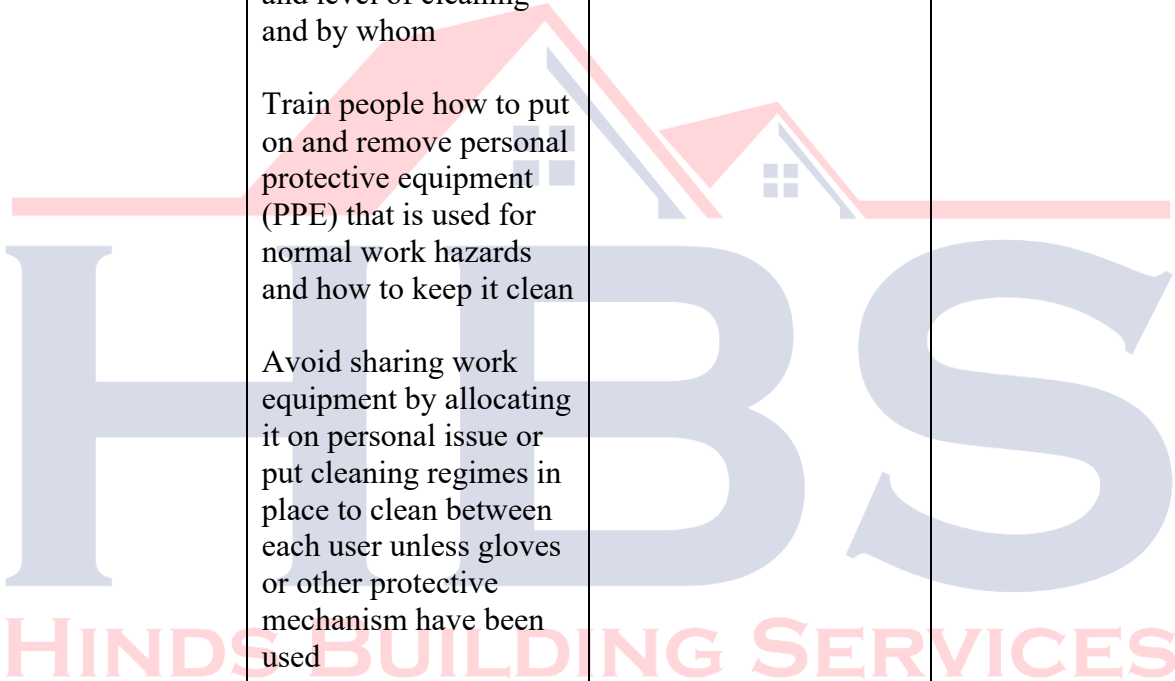 and level of cleaning
and by whom
Train people how to put
on and remove personal
protective equipment
(PPE) that is used for
normal work hazards
and how to keep it clean
Avoid sharing work
equipment by allocating
it on personal issue or
put cleaning regimes in
place to clean between
each user unless gloves
or other protective
mechanism have been
used
HBS
HINDS BUILDING SERVICES